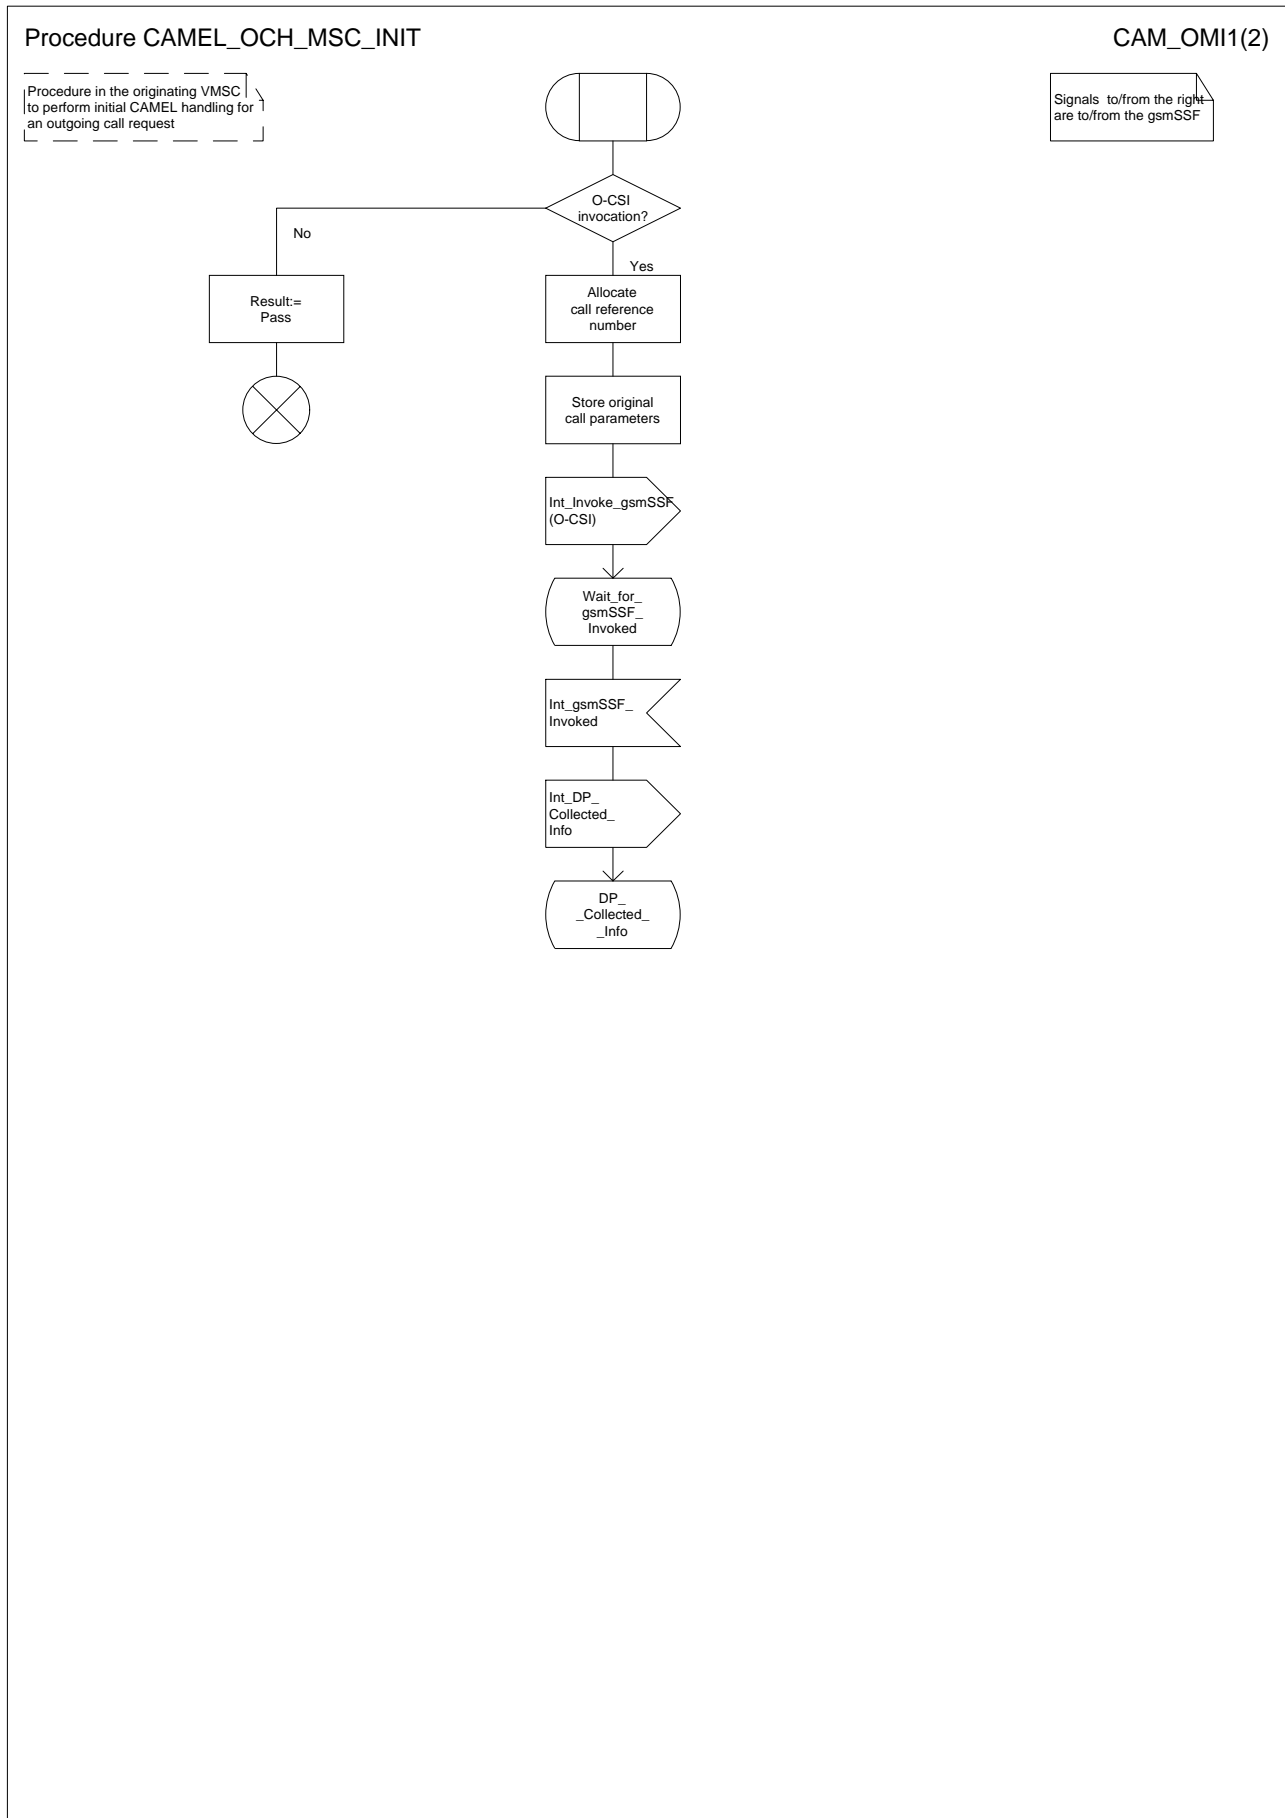 Procedure CAMEL_OCH_MSC_INIT
CAM_OMI1(2)
Procedure in the originating VMSC
to perform initial CAMEL handling for
an outgoing call request
Signals  to/from the right
are to/from the gsmSSF
O-CSI
invocation?
No
Yes
Result:=
Pass
Allocate
call reference
number
Store original
call parameters
Int_Invoke_gsmSSF
(O-CSI)
Wait_for_
gsmSSF_
Invoked
Int_gsmSSF_
Invoked
Int_DP_
Collected_
Info
DP_
_Collected_
_Info